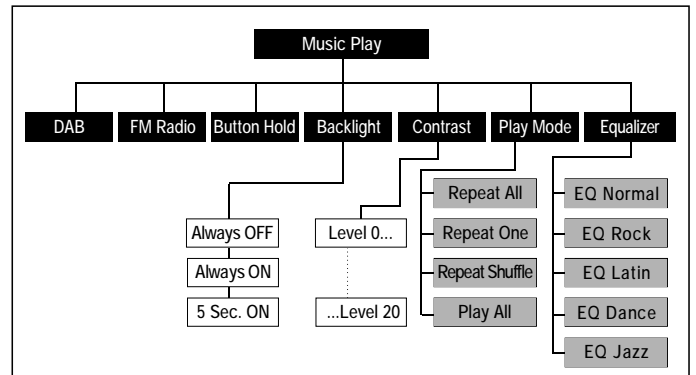 Music Play
DAB FM Radio Button Hold Backlight Contrast Play Mode Equalizer
Repeat All EQ Normal
Always OFF Level 0... Repeat One EQ Rock
Always ON Repeat Shuffle EQ Latin
5 Sec. ON ...Level 20 Play All EQ Dance
EQ Jazz